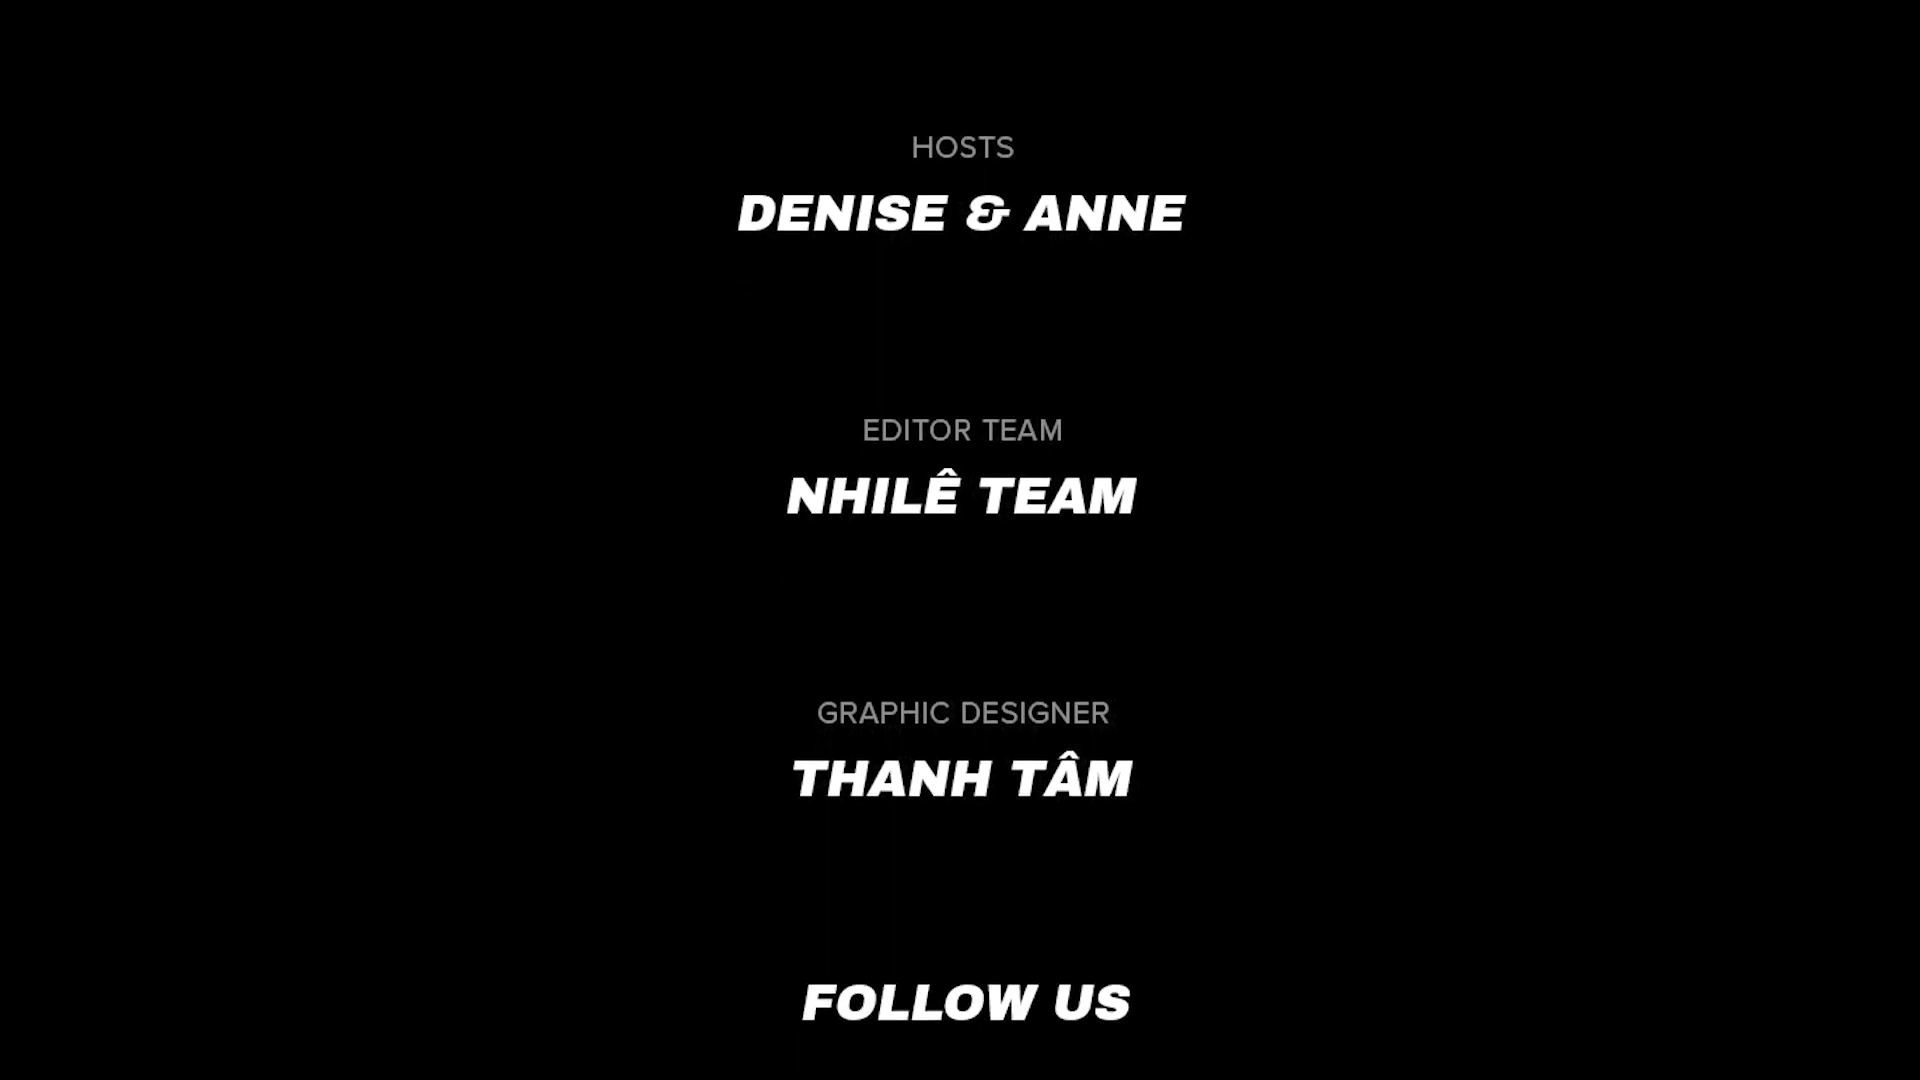 HOSTS
DENISE & ANNE
EDITOR TEAM
NHILÊ TEAM
GRAPHIC DESIGNER
THANH TÂM
FOLLOW US